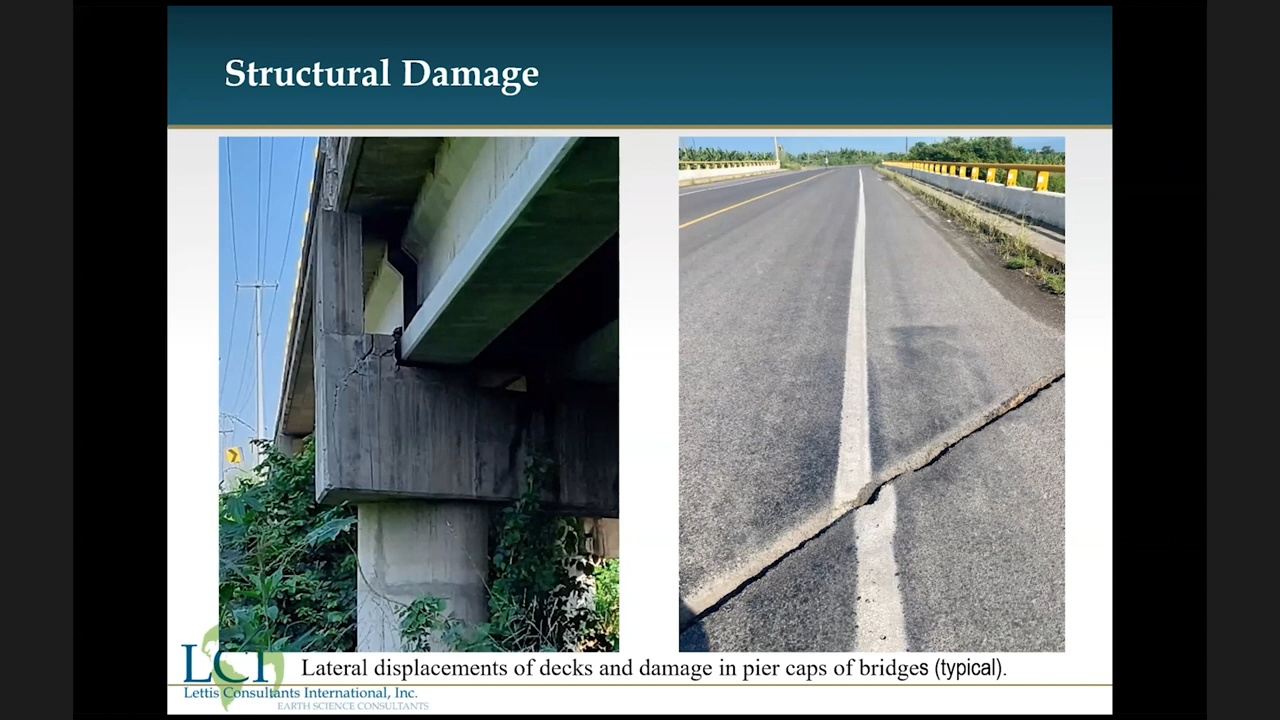 Structural Damage
Lateral displacements of decks and damage in pier caps of bridges (typical).
LCI
Lettis Consultants International, Inc.
EARTH SCIENCE CONSULTANTS